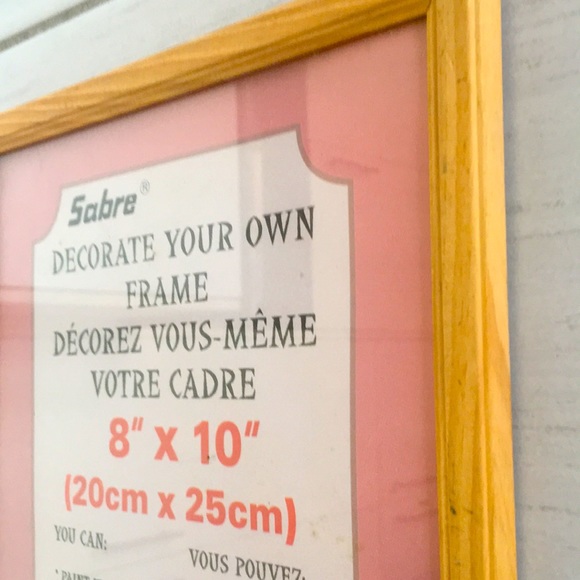 Sabre®
DECORATE YOUR OWN
FRAME
DÉCOREZ VOUS-MÊME
VOTRE CADRE
8" x 10"
(20cm x 25cm)
YOU CAN:
VOUS POUVEZ: